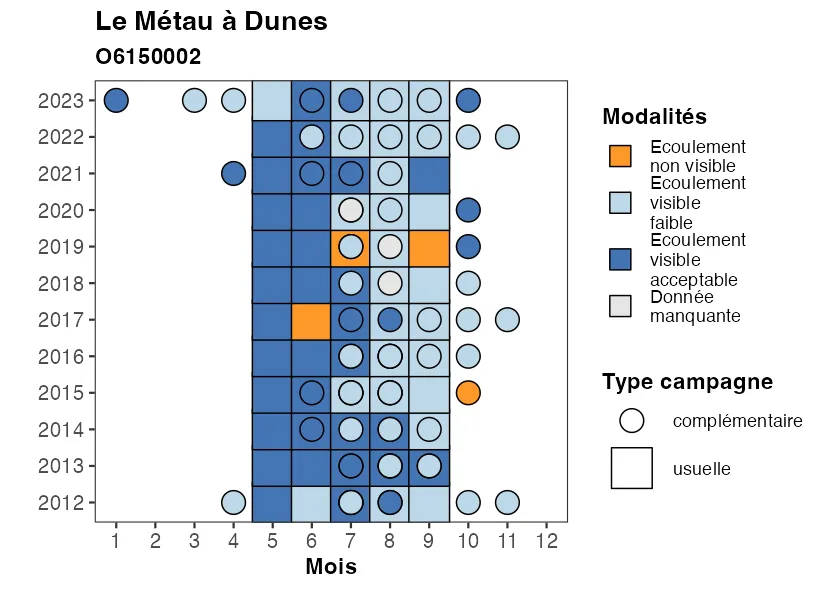 Le Métau à Dunes
O6150002
2023
2022
2021
2020
2019
2018
2017
2016
2015
2014
2013
2012
1 2 3 4 5 6 7 8 9 10 11 12
Mois
Modalités
Ecoulement
non visible
Ecoulement
visible
faible
Ecoulement
visible
acceptable
Donnée
manquante
Type campagne
complémentaire
usuelle